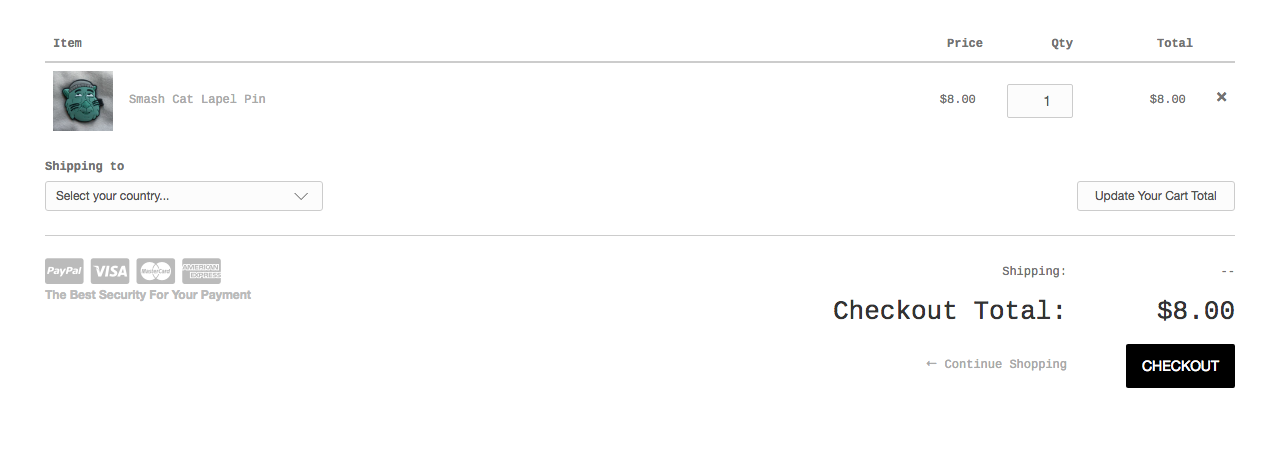 Item Price Qty Total
Smash Cat Lapel Pin $8.00 1 $8.00 ×
Shipping to
Select your country... Update Your Cart Total
PayPal VISA MasterCard AMERICAN EXPRESS
The Best Security For Your Payment
Shipping: --
Checkout Total: $8.00
← Continue Shopping CHECKOUT